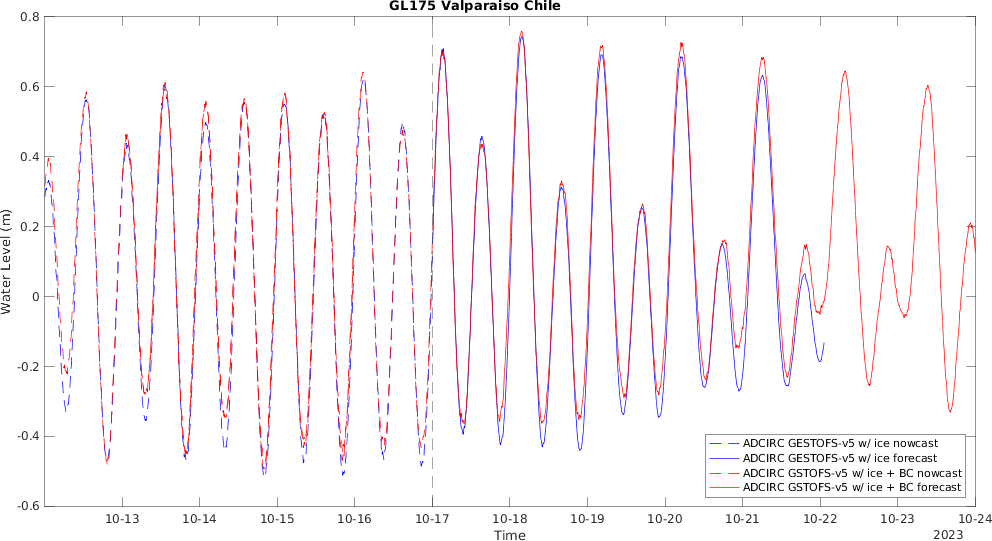 GL175 Valparaiso Chile
0.8
0.6
0.4
0.2
0
-0.2
-0.4
-0.6
Water Level (m)
ADCIRC GESTOFS-v5 w/ ice nowcast
ADCIRC GESTOFS-v5 w/ ice forecast
ADCIRC GSTOFS-v5 w/ ice + BC nowcast
ADCIRC GSTOFS-v5 w/ ice + BC forecast
10-13 10-14 10-15 10-16 10-17 10-18 10-19 10-20 10-21 10-22 10-23 10-24
Time
2023